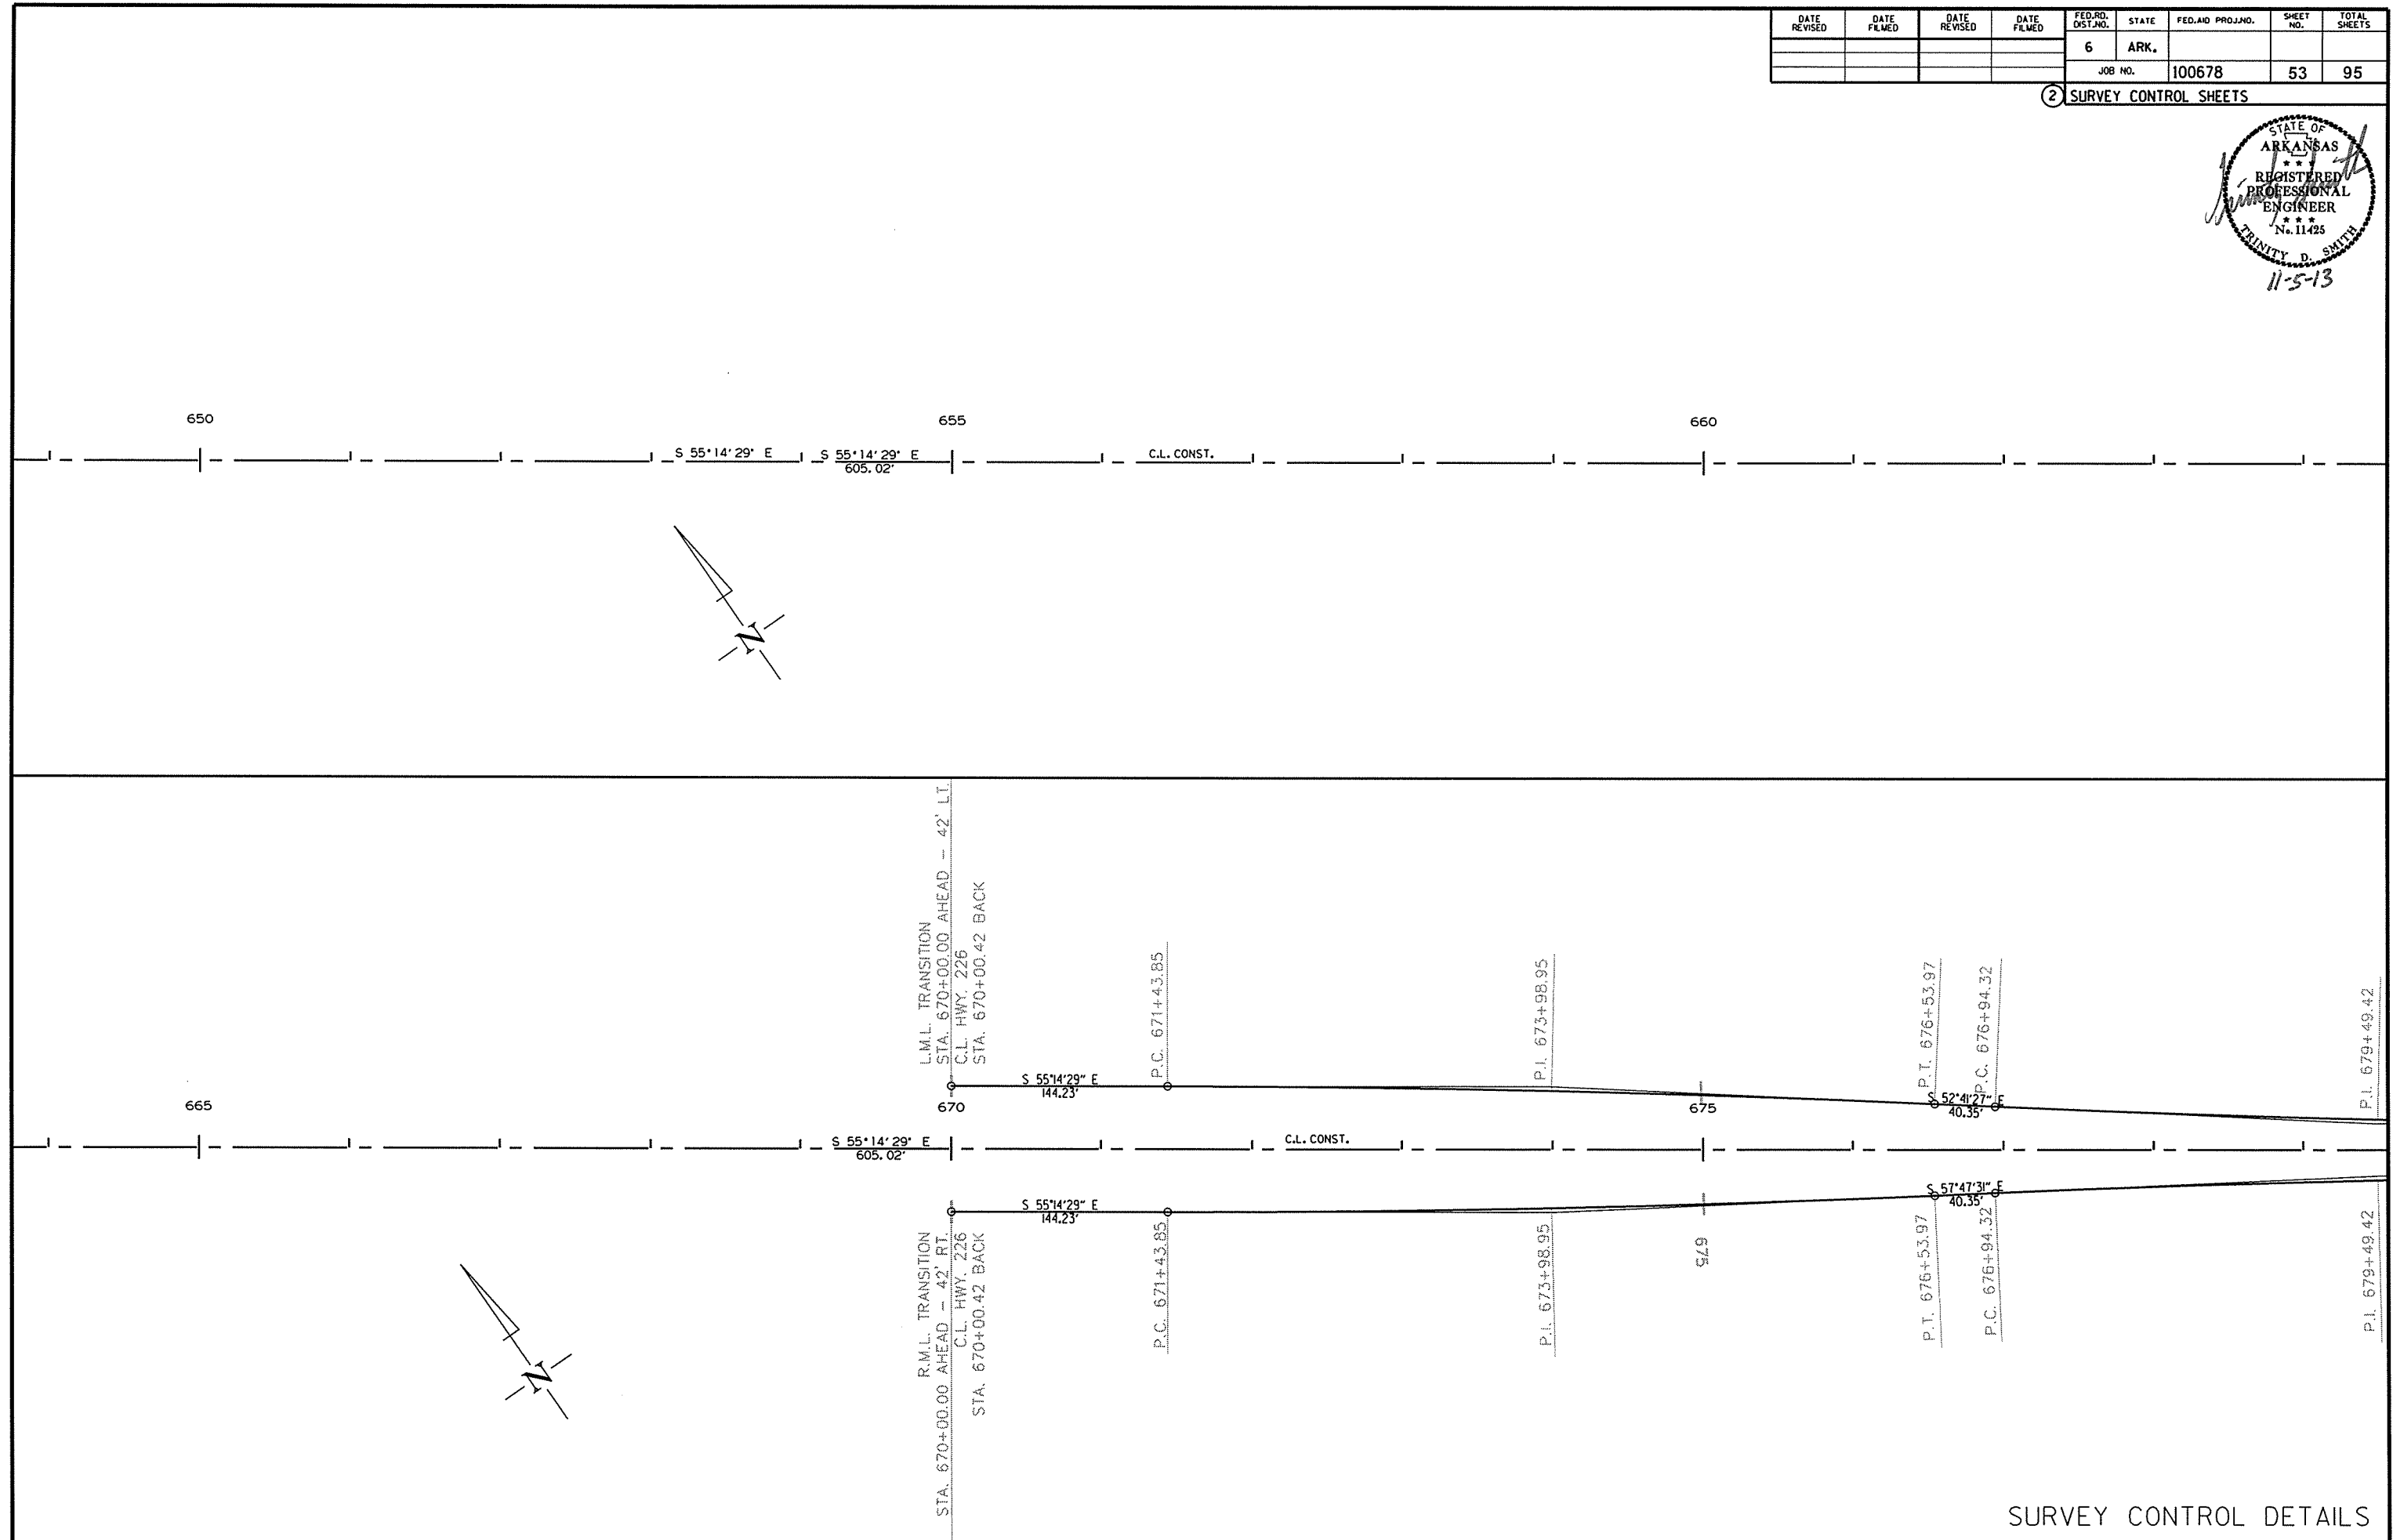 DATE REVISED
DATE FILMED
DATE REVISED
DATE FILMED
FED.RD. DIST.NO.
STATE
FED.AID PROJ.NO.
SHEET NO.
TOTAL SHEETS
6
ARK.
JOB NO.
100678
53
95
2
SURVEY CONTROL SHEETS
STATE OF
ARKANSAS
★ ★ ★
REGISTERED
PROFESSIONAL
ENGINEER
★ ★ ★
No. 11425
TRINITY D. SMITH
11-5-13
650
655
660
S 55°14'29" E
S 55°14'29" E
605.02'
C.L. CONST.
N
L.M.L. TRANSITION
STA. 670+00.00 AHEAD - 42' LT.
C.L. HWY. 226
STA. 670+00.42 BACK
P.C. 671+43.85
P.I. 673+98.95
P.T. 676+53.97
P.C. 676+94.32
P.I. 679+49.42
S 55°14'29" E
144.23'
S 52°41'27" E
40.35'
665
670
675
S 55°14'29" E
605.02'
C.L. CONST.
S 55°14'29" E
144.23'
S 57°47'31" E
40.35'
R.M.L. TRANSITION
STA. 670+00.00 AHEAD - 42' RT.
C.L. HWY. 226
STA. 670+00.42 BACK
P.C. 671+43.85
P.I. 673+98.95
675
P.T. 676+53.97
P.C. 676+94.32
P.I. 679+49.42
N
SURVEY CONTROL DETAILS